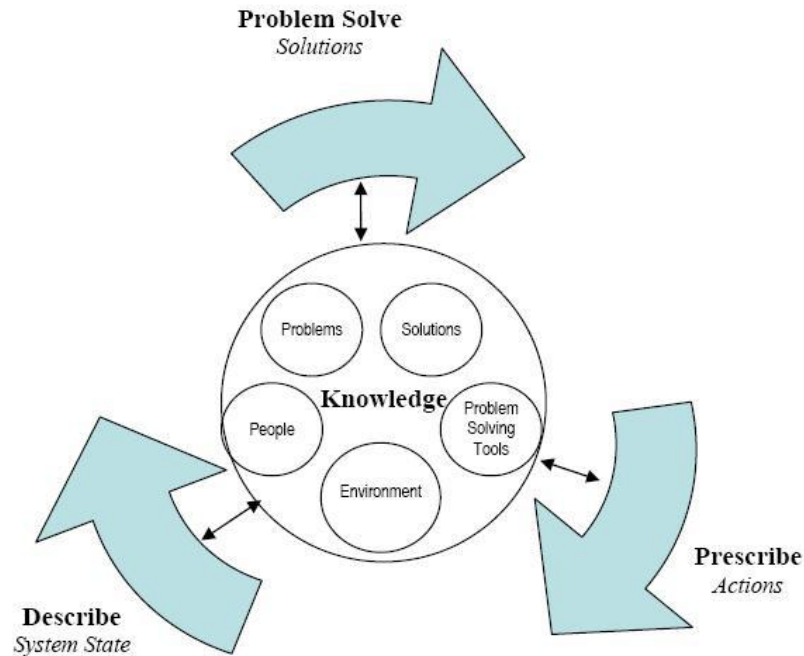 Problem Solve
Solutions
Problems
Solutions
Knowledge
People
Problem
Solving
Tools
Environment
Prescribe
Actions
Describe
System State